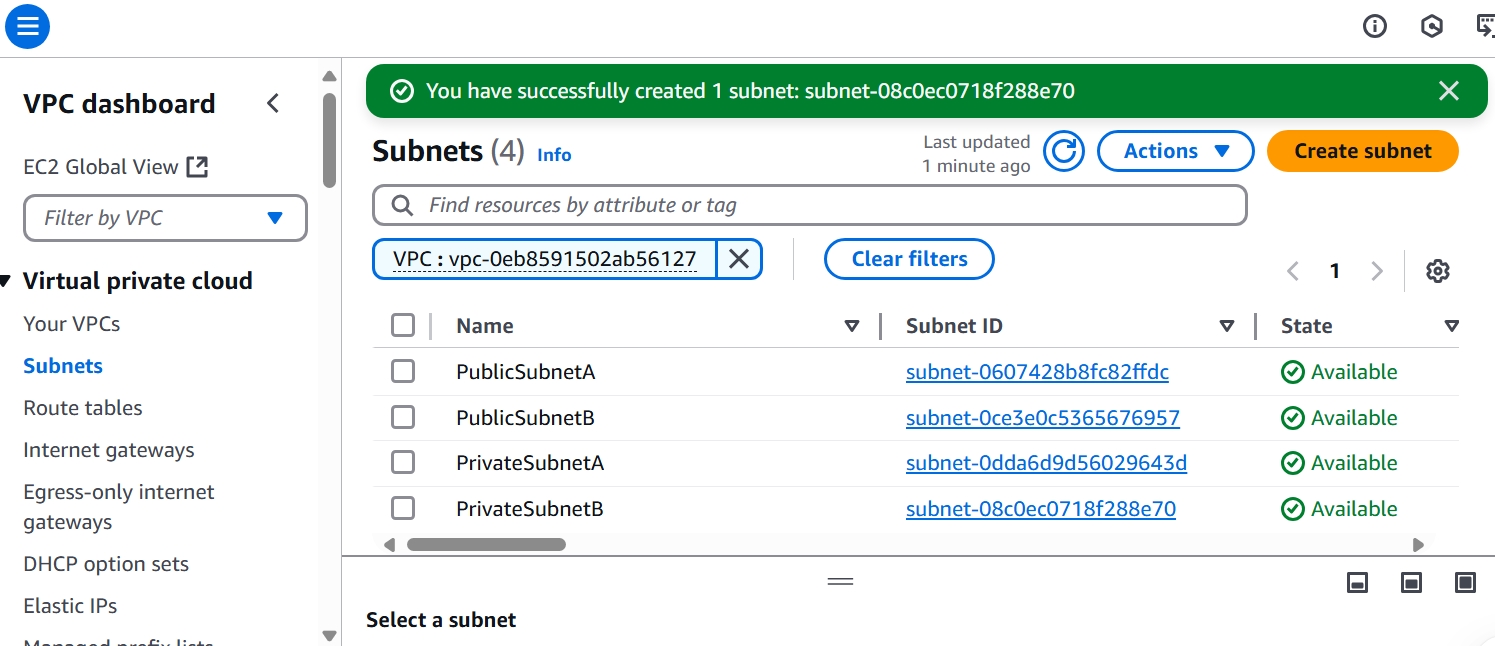 VPC dashboard
EC2 Global View
Filter by VPC
Virtual private cloud
Your VPCs
Subnets
Route tables
Internet gateways
Egress-only internet
gateways
DHCP option sets
Elastic IPs
Managed prefix lists
You have successfully created 1 subnet: subnet-08c0ec0718f288e70
Subnets (4) Info
Last updated
1 minute ago
Actions
Create subnet
Find resources by attribute or tag
VPC : vpc-0eb8591502ab56127
Clear filters
1
Name Subnet ID State
PublicSubnetA subnet-0607428b8fc82ffdc Available
PublicSubnetB subnet-0ce3e0c5365676957 Available
PrivateSubnetA subnet-0dda6d9d56029643d Available
PrivateSubnetB subnet-08c0ec0718f288e70 Available
Select a subnet